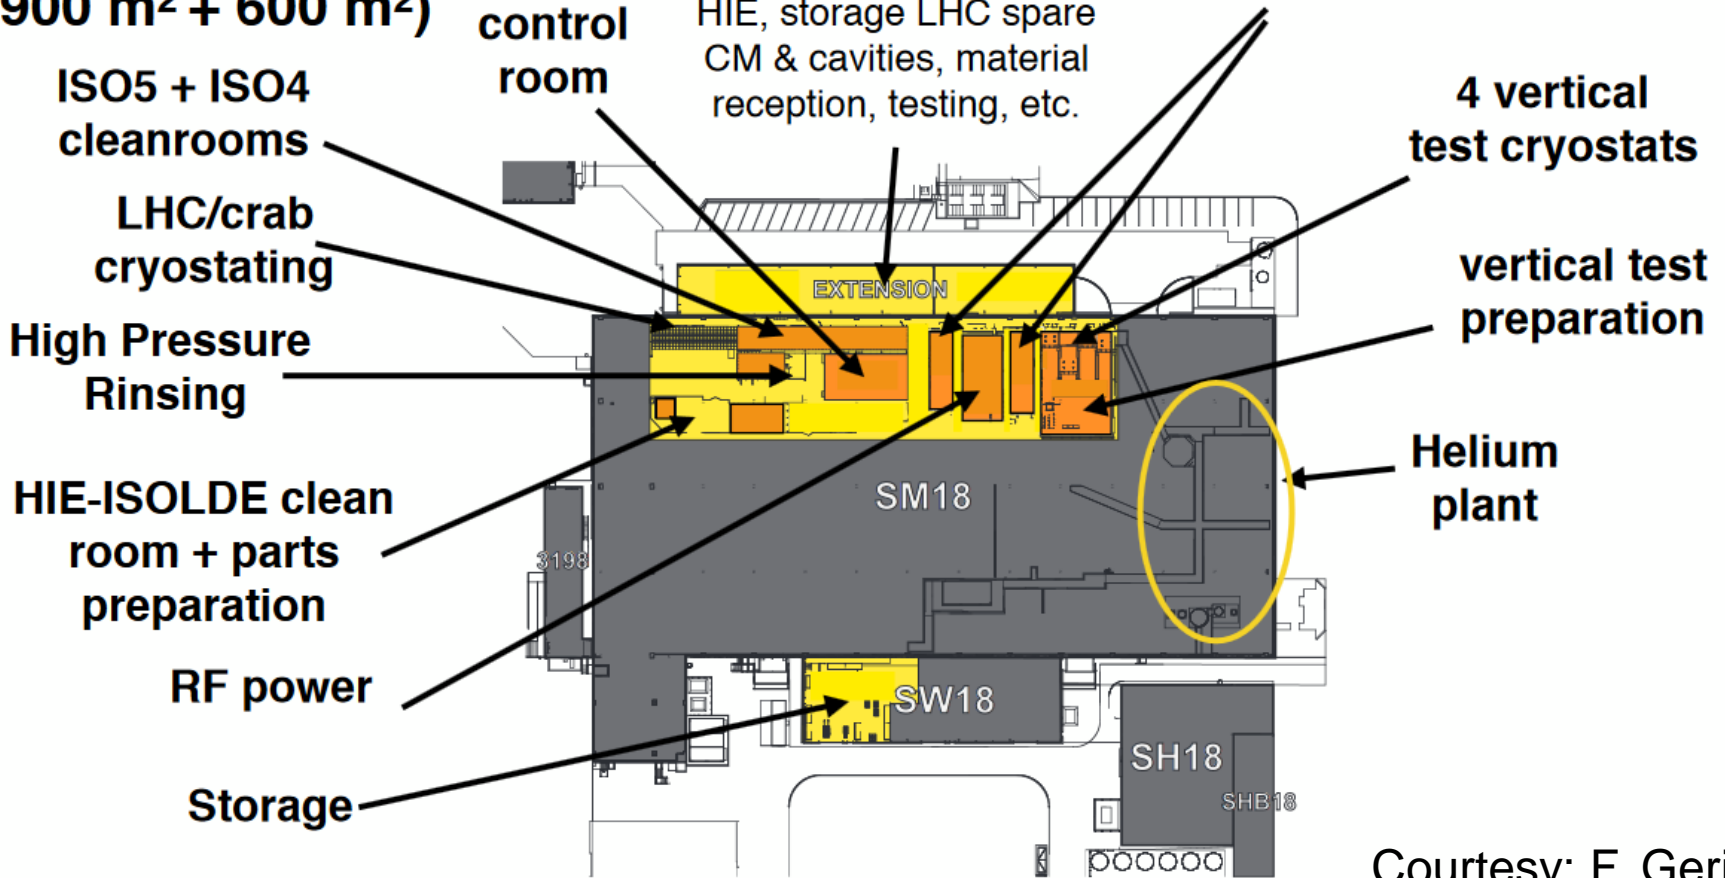 900 m² + 600 m²)
control
room
HIE, storage LHC spare
CM & cavities, material
reception, testing, etc.
ISO5 + ISO4
cleanrooms
4 vertical
test cryostats
LHC/crab
cryostating
vertical test
preparation
EXTENSION
High Pressure
Rinsing
Helium
plant
HIE-ISOLDE clean
room + parts
preparation
SM18
3198
RF power
SW18
SH18
SHB18
Storage
Courtesy: F.